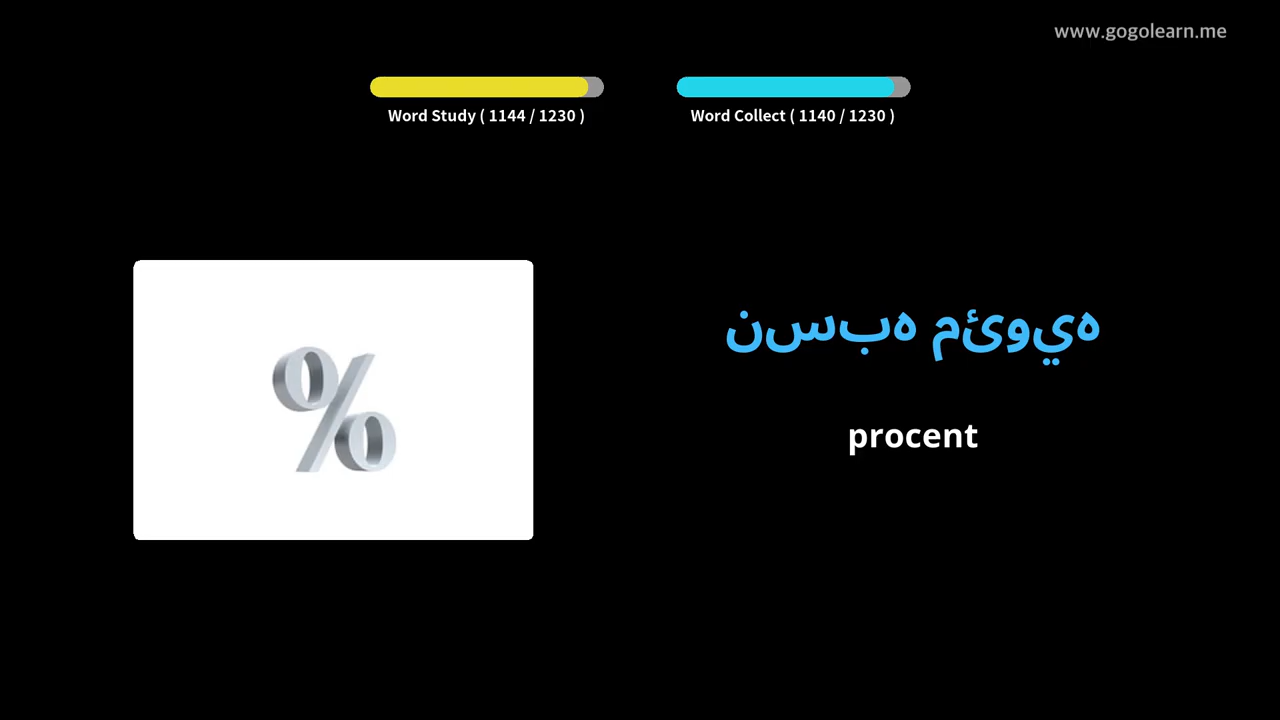 www.gogolearn.me
Word Study ( 1144 / 1230 )
Word Collect ( 1140 / 1230 )
%
نسبه مئويه
procent